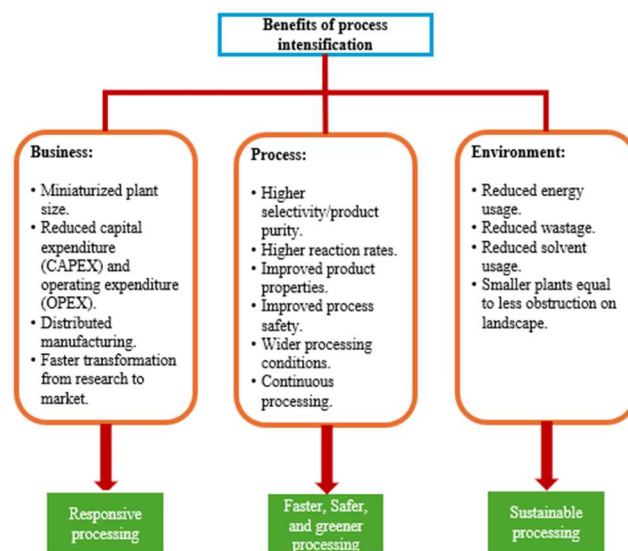 Benefits of process
intensification
Business:
• Miniaturized plant
size.
• Reduced capital
expenditure
(CAPEX) and
operating expenditure
(OPEX).
• Distributed
manufacturing.
• Faster transformation
from research to
market.
Responsive
processing
Process:
• Higher
selectivity/product
purity.
• Higher reaction rates.
• Improved product
properties.
• Improved process
safety.
• Wider processing
conditions.
• Continuous
processing.
Faster, Safer,
and greener
processing
Environment:
• Reduced energy
usage.
• Reduced wastage.
• Reduced solvent
usage.
• Smaller plants equal
to less obstruction on
landscape.
Sustainable
processing